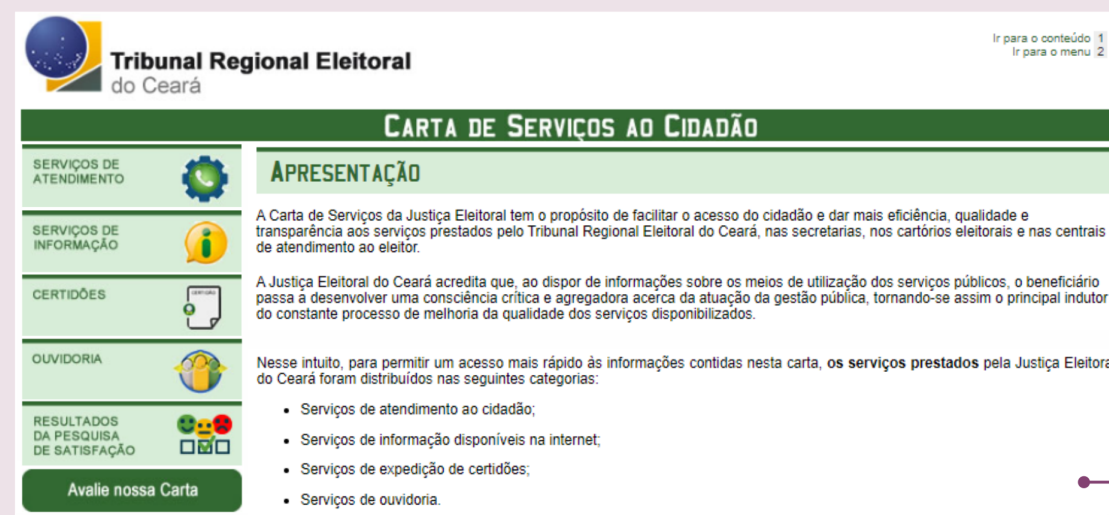 Tribunal Regional Eleitoral
do Ceará
Ir para o conteúdo 1
Ir para o menu 2
CARTA DE SERVIÇOS AO CIDADÃO
SERVIÇOS DE
ATENDIMENTO
SERVIÇOS DE
INFORMAÇÃO
CERTIDÕES
OUVIDORIA
RESULTADOS
DA PESQUISA
DE SATISFAÇÃO
Avalie nossa Carta
APRESENTAÇÃO
A Carta de Serviços da Justiça Eleitoral tem o propósito de facilitar o acesso do cidadão e dar mais eficiência, qualidade e
transparência aos serviços prestados pelo Tribunal Regional Eleitoral do Ceará, nas secretarias, nos cartórios eleitorais e nas centrais
de atendimento ao eleitor.
A Justiça Eleitoral do Ceará acredita que, ao dispor de informações sobre os meios de utilização dos serviços públicos, o beneficiário
passa a desenvolver uma consciência crítica e agregadora acerca da atuação da gestão pública, tornando-se assim o principal indutor
do constante processo de melhoria da qualidade dos serviços disponibilizados.
Nesse intuito, para permitir um acesso mais rápido às informações contidas nesta carta, os serviços prestados pela Justiça Eleitora
do Ceará foram distribuídos nas seguintes categorias:
• Serviços de atendimento ao cidadão;
• Serviços de informação disponíveis na internet;
• Serviços de expedição de certidões;
• Serviços de ouvidoria.